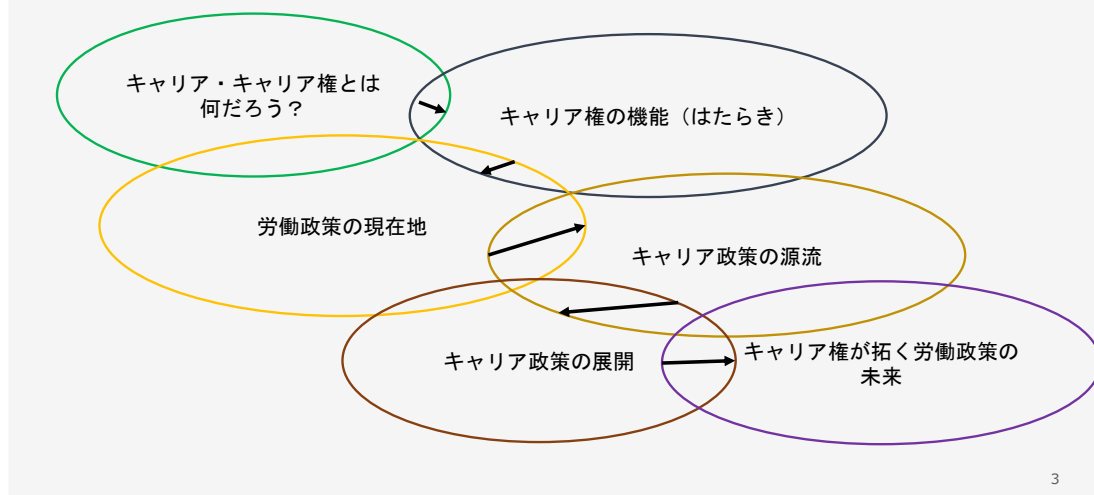 キャリア・キャリア権とは
何だろう？
キャリア権の機能（はたらき）
労働政策の現在地
キャリア政策の源流
キャリア政策の展開
キャリア権が拓く労働政策の
未来
3